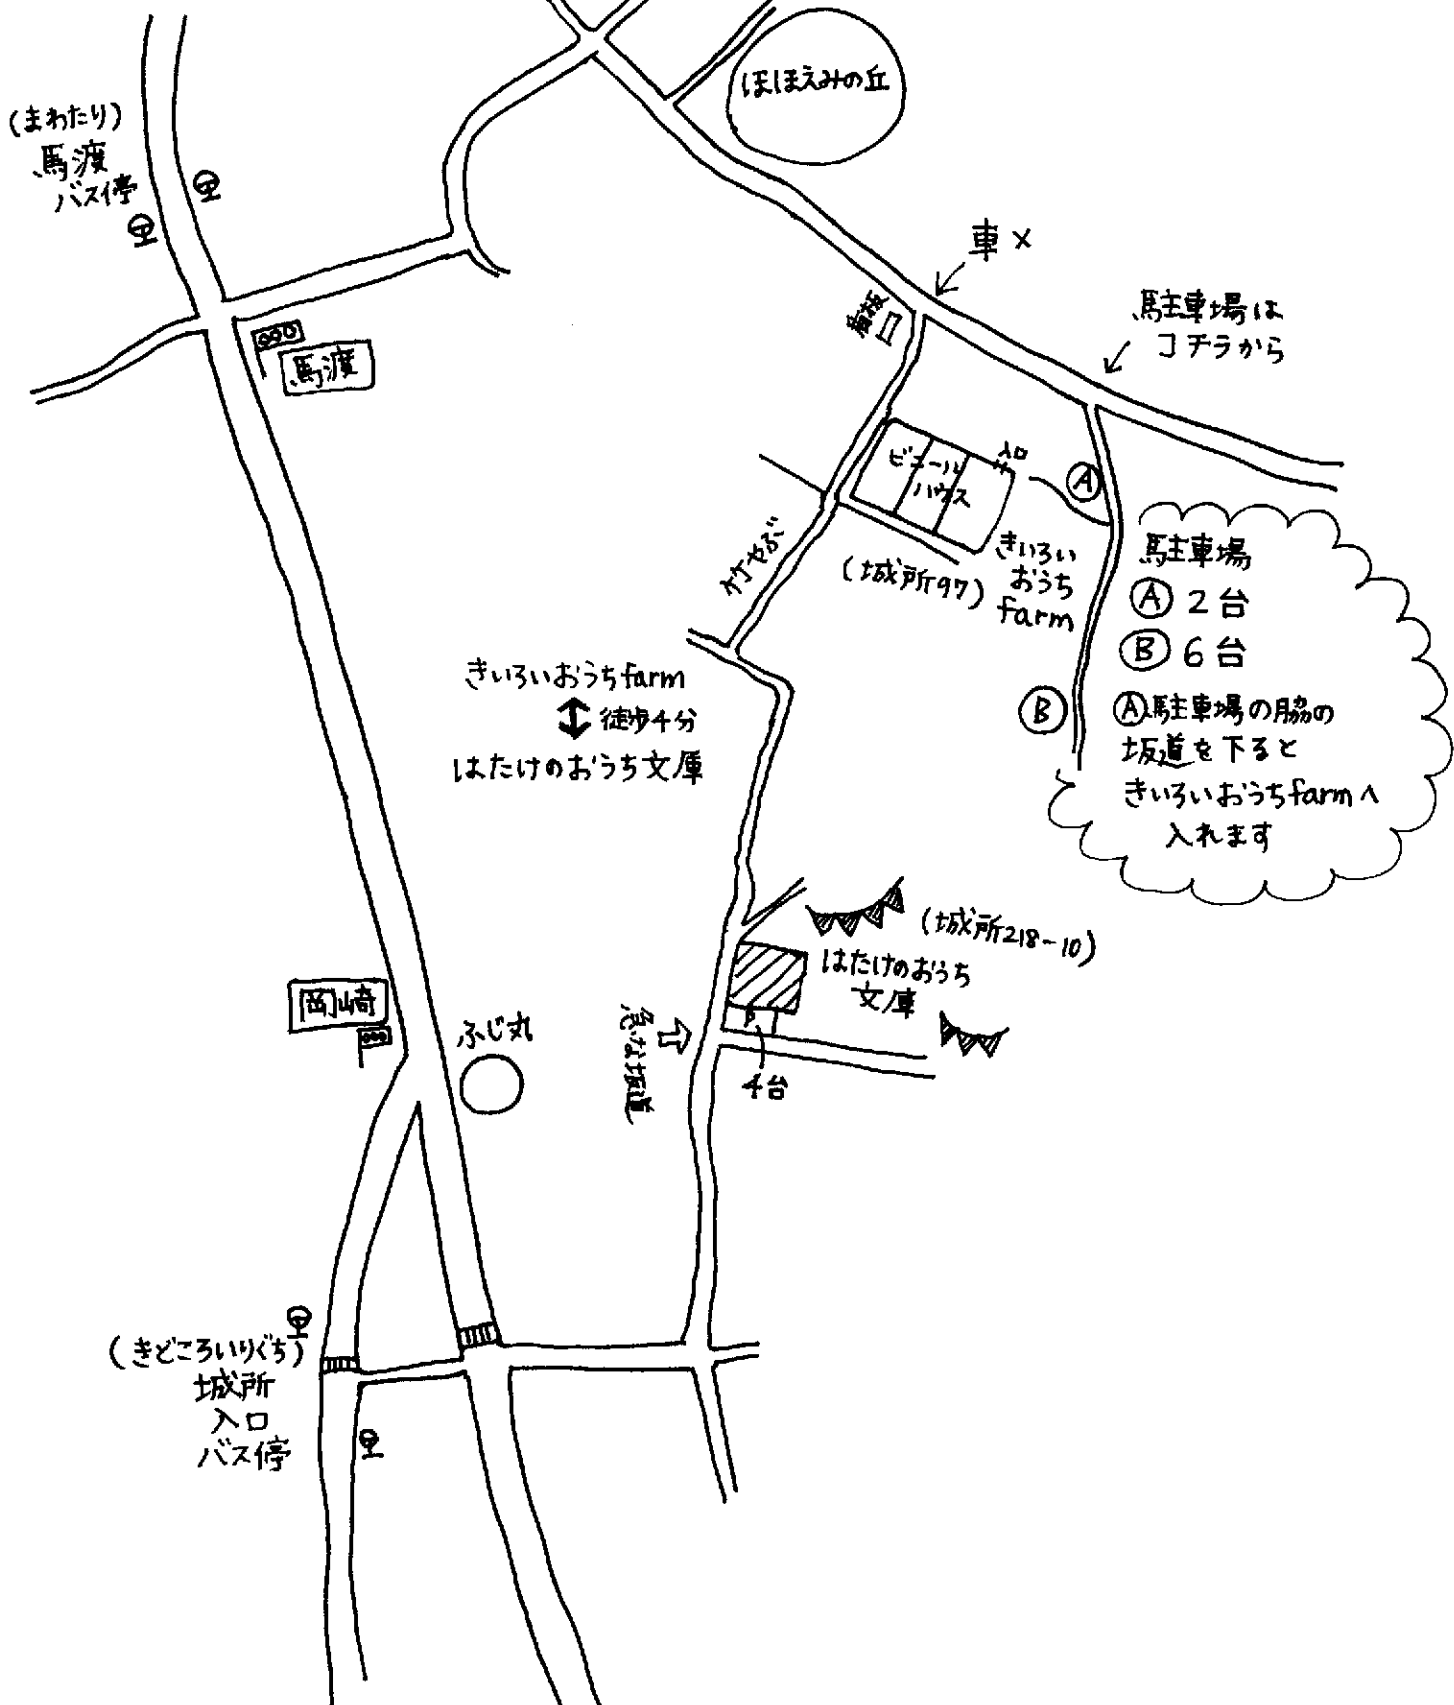 ほほえみの丘
(まわたり)
馬渡
バス停
車 ×
駐車場は
コチラから
看板
馬渡
ビニール
ハウス
入口
A
きいろい
おうち
farm
(城所97)
竹やぶ
駐車場
A 2台
B 6台
A駐車場の脇の
坂道を下ると
きいろいおうちfarmへ
入れます
B
きいろいおうちfarm
徒歩4分
はたけのおうち文庫
(城所218-10)
はたけのおうち
文庫
P
4台
急な坂道
岡崎
ふじ丸
(きどころいりぐち)
城所
入口
バス停